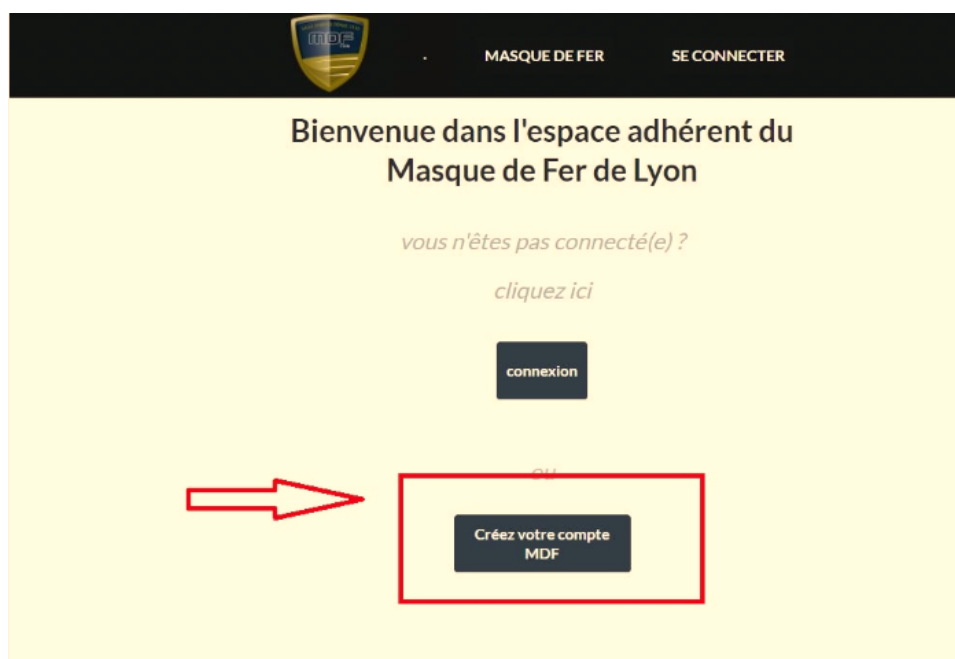 MDF
.
MASQUE DE FER
SE CONNECTER
Bienvenue dans l'espace adhérent du
Masque de Fer de Lyon
vous n'êtes pas connecté(e) ?
cliquez ici
connexion
ou
Créez votre compte
MDF